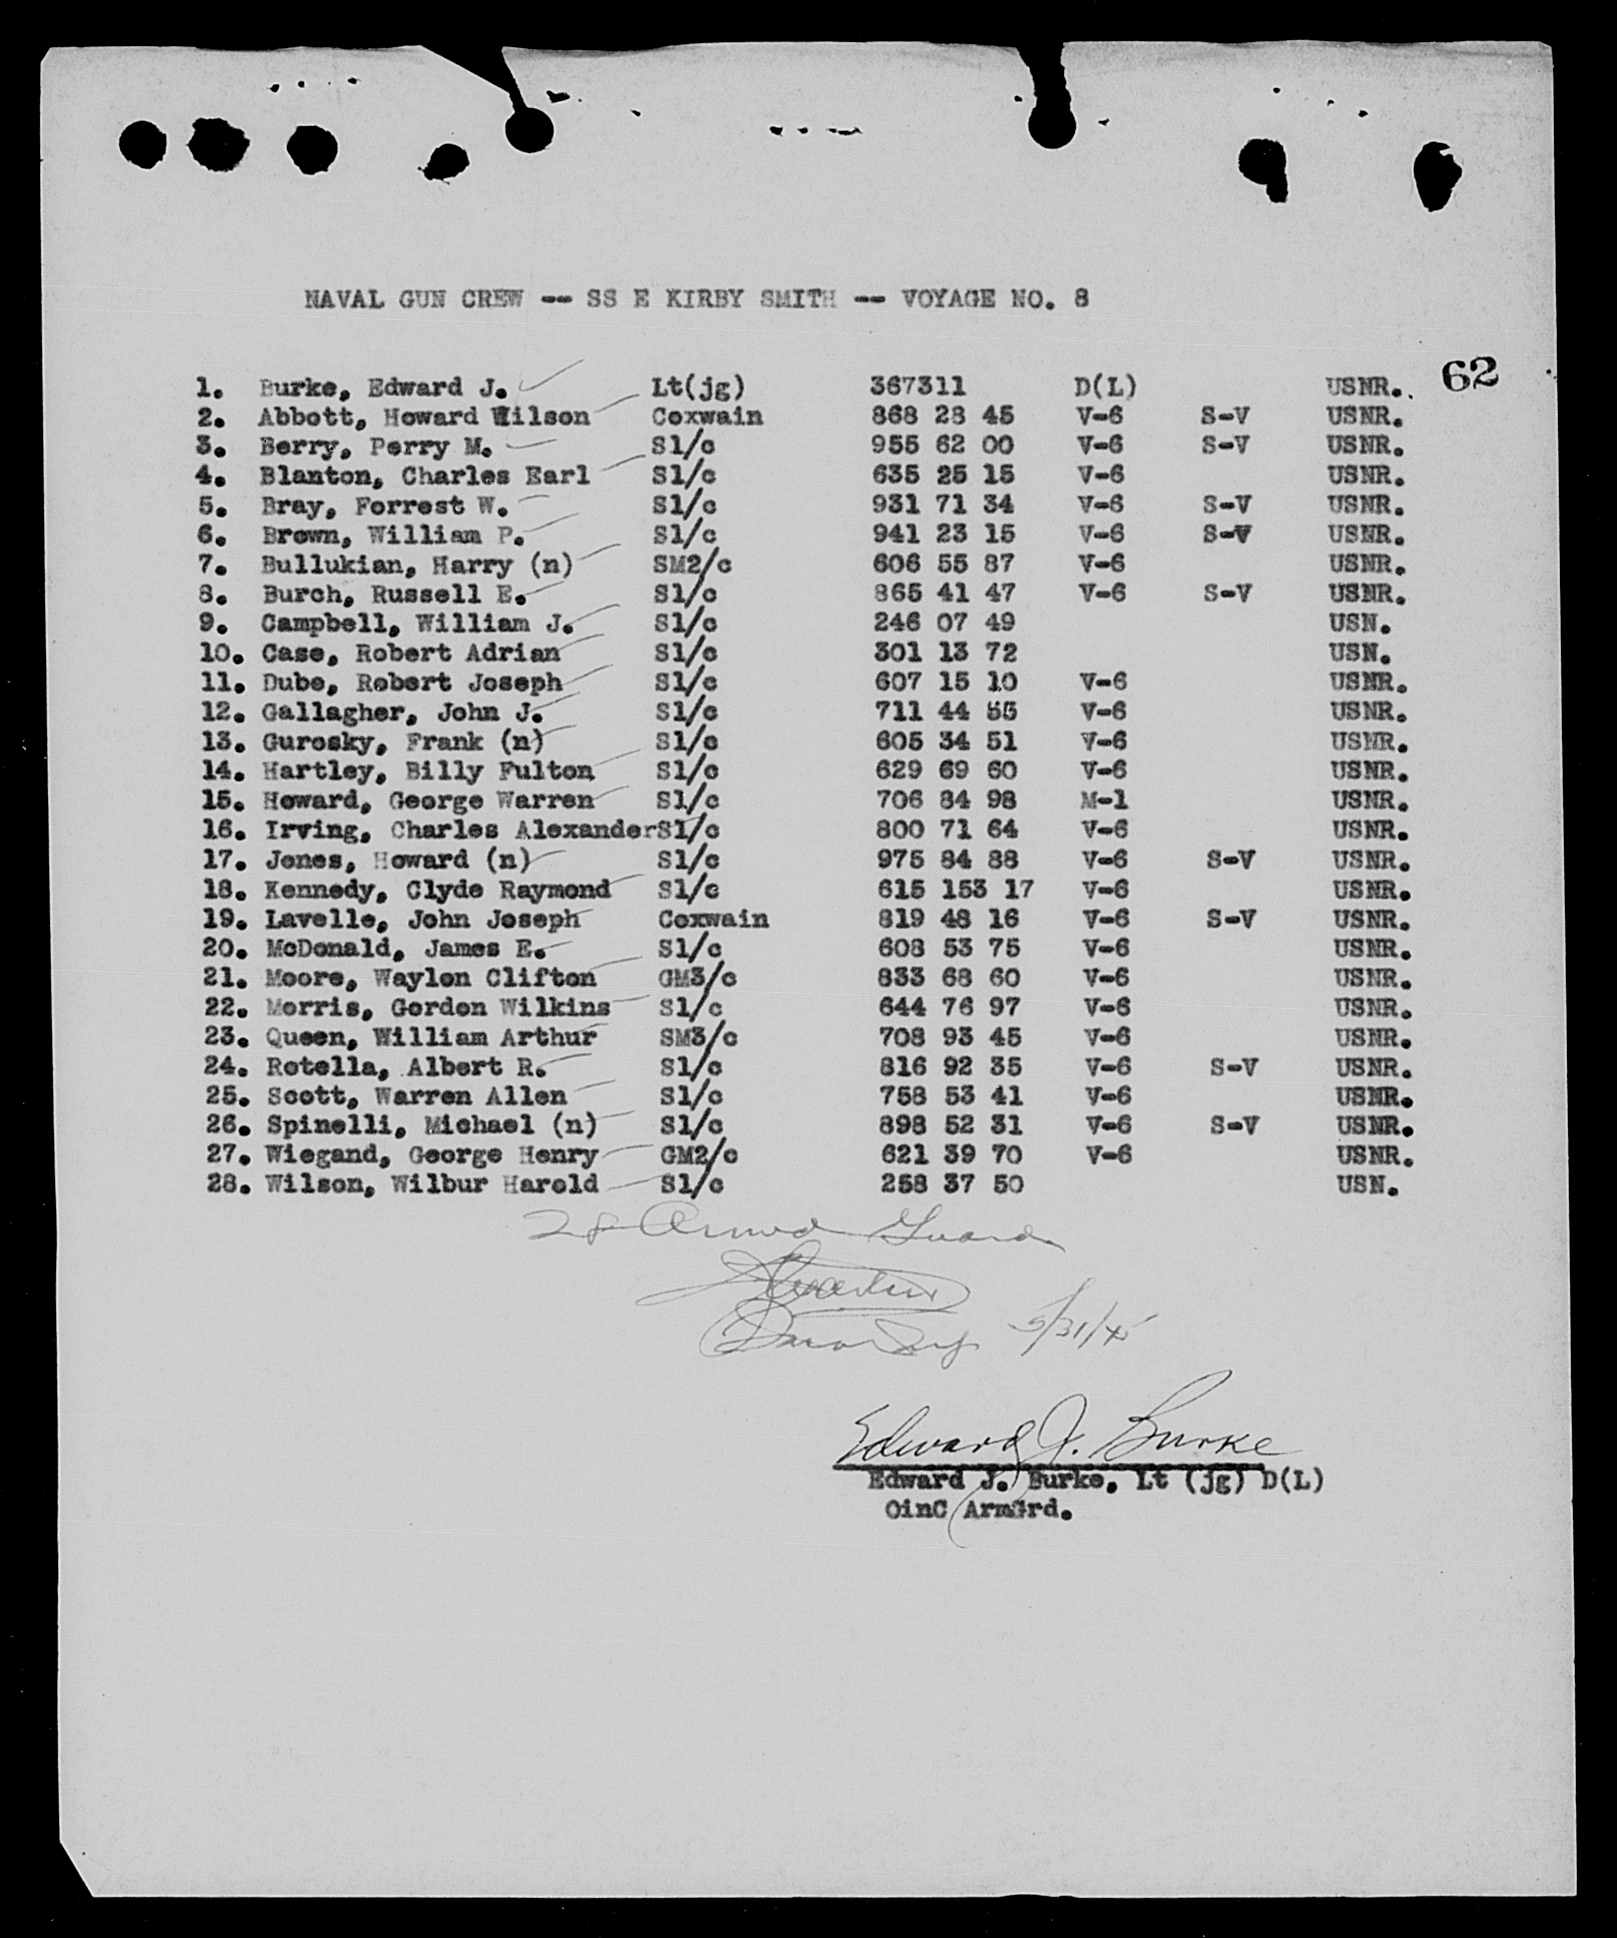 NAVAL GUN CREW -- SS E KIRBY SMITH -- VOYAGE NO. 8
62
1. Burke, Edward J. Lt(jg) 367311 D(L) USNR.
2. Abbott, Howard Wilson Coxwain 868 28 45 V-6 S-V USNR.
3. Berry, Perry M. S1/c 955 62 00 V-6 S-V USNR.
4. Blanton, Charles Earl S1/c 635 25 15 V-6 USNR.
5. Bray, Forrest W. S1/c 931 71 34 V-6 S-V USNR.
6. Brown, William P. S1/c 941 23 15 V-6 S-V USNR.
7. Bullukian, Harry (n) SM2/c 606 55 87 V-6 USNR.
8. Burch, Russell E. S1/c 865 41 47 V-6 S-V USNR.
9. Campbell, William J. S1/c 246 07 49 USN.
10. Case, Robert Adrian S1/c 301 13 72 USN.
11. Dube, Robert Joseph S1/c 607 15 10 V-6 USNR.
12. Gallagher, John J. S1/c 711 44 55 V-6 USNR.
13. Gurosky, Frank (n) S1/c 605 34 51 V-6 USNR.
14. Hartley, Billy Fulton S1/c 629 69 60 V-6 USNR.
15. Howard, George Warren S1/c 706 84 98 M-1 USNR.
16. Irving, Charles AlexanderS1/c 800 71 64 V-6 USNR.
17. Jones, Howard (n) S1/c 975 84 88 V-6 S-V USNR.
18. Kennedy, Clyde Raymond S1/c 615 153 17 V-6 USNR.
19. Lavelle, John Joseph Coxwain 819 48 16 V-6 S-V USNR.
20. McDonald, James E. S1/c 608 53 75 V-6 USNR.
21. Moore, Waylon Clifton GM3/c 833 68 60 V-6 USNR.
22. Morris, Gordon Wilkins S1/c 644 76 97 V-6 USNR.
23. Queen, William Arthur SM3/c 708 93 45 V-6 USNR.
24. Rotella, Albert R. S1/c 816 92 35 V-6 S-V USNR.
25. Scott, Warren Allen S1/c 758 53 41 V-6 USNR.
26. Spinelli, Michael (n) S1/c 898 52 31 V-6 S-V USNR.
27. Wiegand, George Henry GM2/c 621 39 70 V-6 USNR.
28. Wilson, Wilbur Harold S1/c 258 37 50 USN.
28 Armed Guard
5/31/45
Edward J. Burke
Edward J. Burke, Lt (jg) D(L)
OinC ArmGrd.